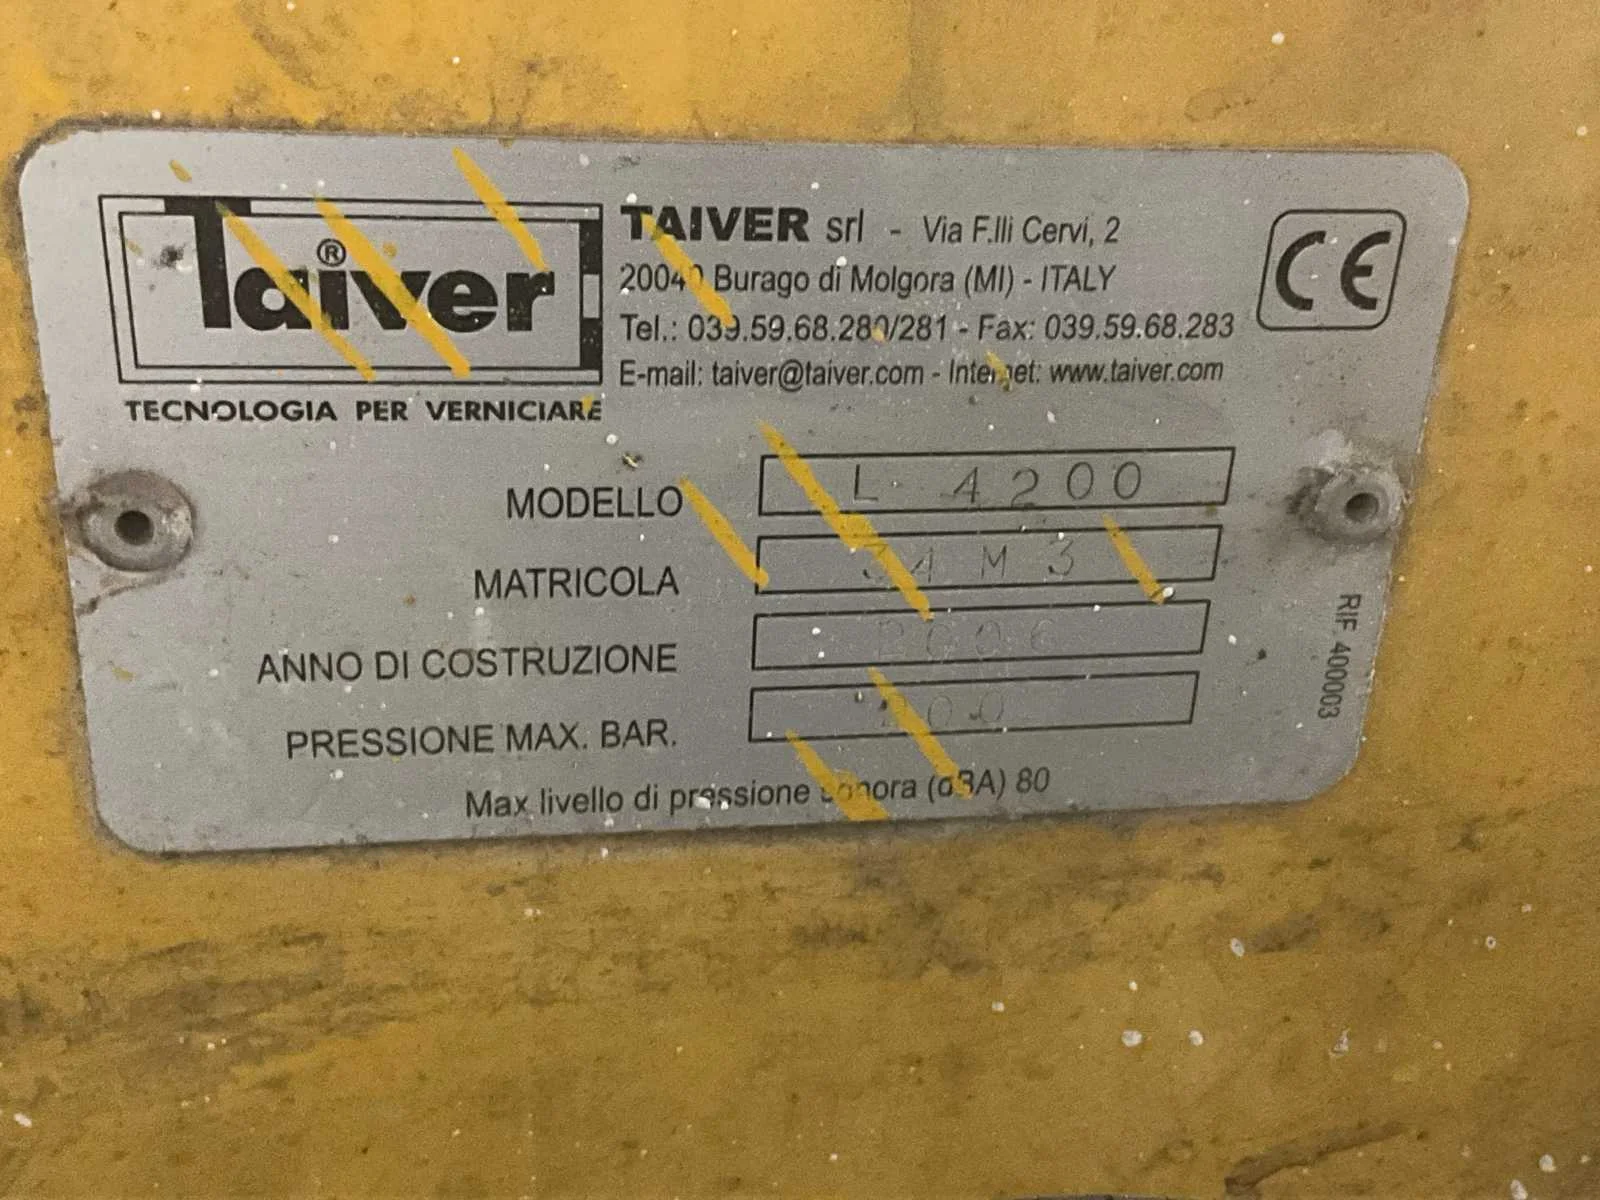 Taiver®
TECNOLOGIA PER VERNICIARE
TAIVER srl - Via F.lli Cervi, 2
20040 Burago di Molgora (MI) - ITALY
Tel.: 039.59.68.280/281 - Fax: 039.59.68.283
E-mail: taiver@taiver.com - Internet: www.taiver.com
CE
MODELLO L 4200
MATRICOLA M 3
ANNO DI COSTRUZIONE 2006
PRESSIONE MAX. BAR. 200
Max livello di pressione sonora (dBA) 80
RIF. 400003